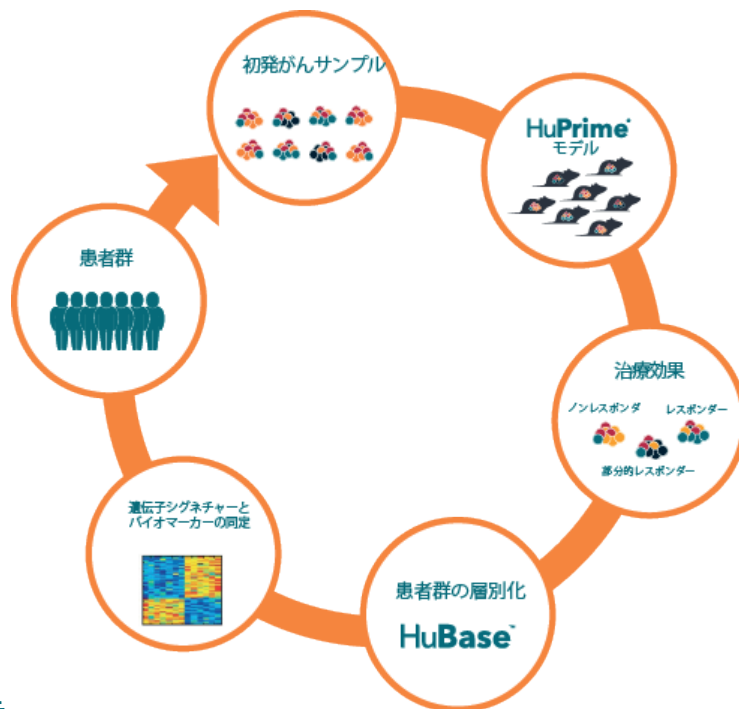 初発がんサンプル
HuPrime®
モデル
治療効果
ノンレスポンダ
レスポンダー
部分的レスポンダー
患者群の層別化
HuBase™
遺伝子シグネチャーと
バイオマーカーの同定
患者群